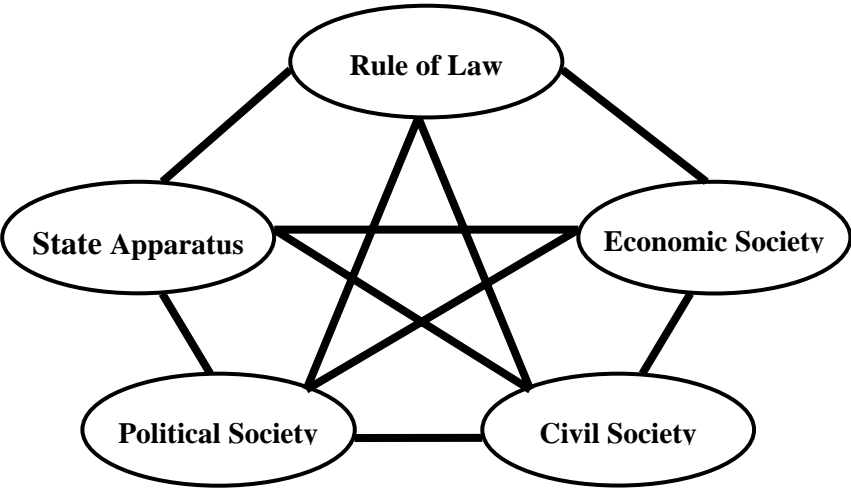 Rule of Law
State Apparatus
Economic Society
Political Society
Civil Society